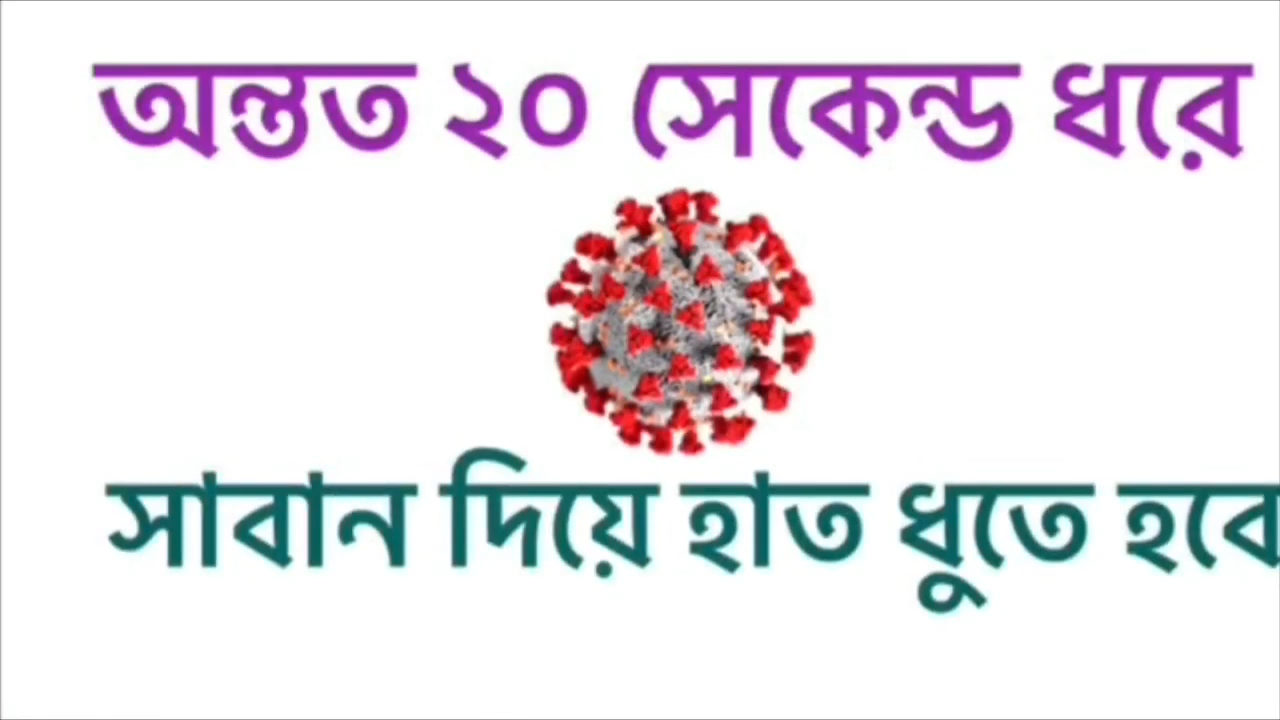 অন্তত ২০ সেকেন্ড ধরে
সাবান দিয়ে হাত ধুতে হবে